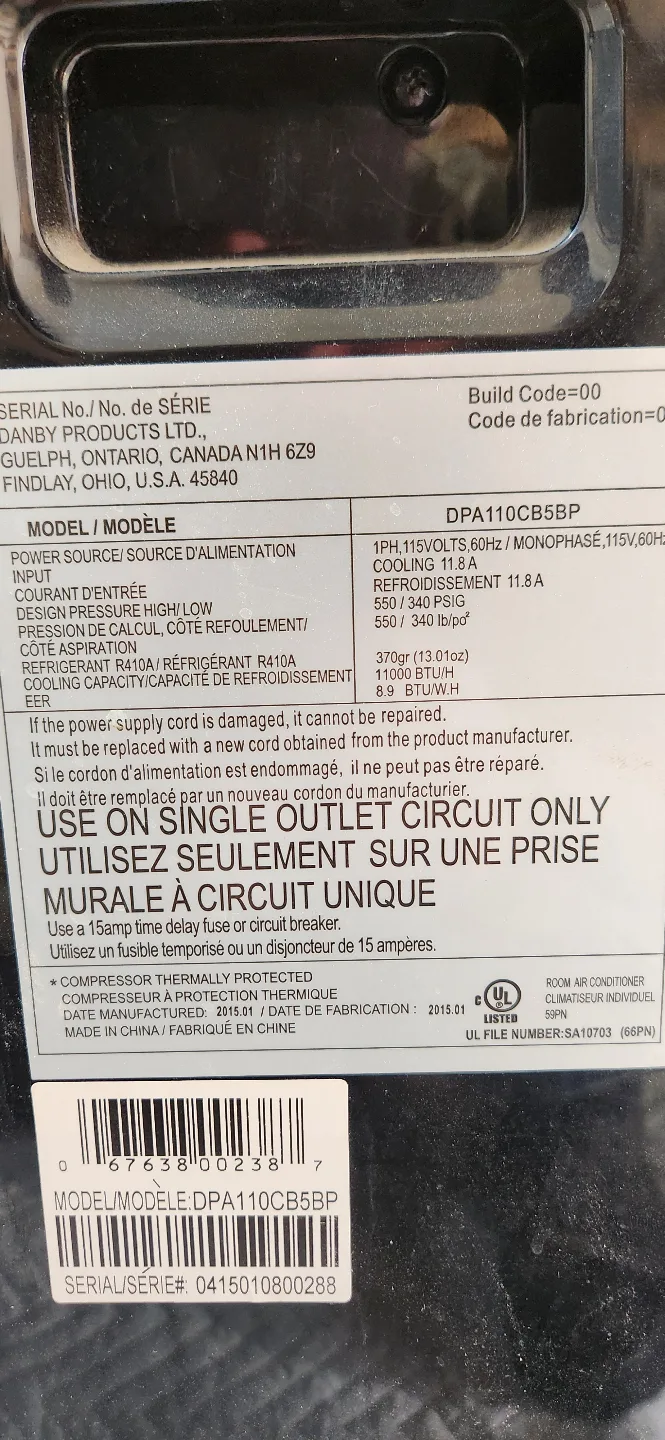 SERIAL No./ No. de SÉRIE
DANBY PRODUCTS LTD.,
GUELPH, ONTARIO, CANADA N1H 6Z9
FINDLAY, OHIO, U.S.A. 45840
Build Code=00
Code de fabrication=0
MODEL / MODÈLE
DPA110CB5BP
POWER SOURCE/ SOURCE D'ALIMENTATION
1PH,115VOLTS,60Hz / MONOPHASÉ,115V,60Hz
INPUT
COOLING 11.8 A
COURANT D'ENTRÉE
REFROIDISSEMENT 11.8 A
DESIGN PRESSURE HIGH/ LOW
550 / 340 PSIG
PRESSION DE CALCUL, CÔTÉ REFOULEMENT/
550 / 340 lb/po²
CÔTÉ ASPIRATION
REFRIGERANT R410A / RÉFRIGÉRANT R410A
370gr (13.01oz)
COOLING CAPACITY/CAPACITÉ DE REFROIDISSEMENT
11000 BTU/H
EER
8.9 BTU/W.H
If the power supply cord is damaged, it cannot be repaired.
It must be replaced with a new cord obtained from the product manufacturer.
Si le cordon d'alimentation est endommagé, il ne peut pas être réparé.
Il doit être remplacé par un nouveau cordon du manufacturier.
USE ON SINGLE OUTLET CIRCUIT ONLY
UTILISEZ SEULEMENT SUR UNE PRISE
MURALE À CIRCUIT UNIQUE
Use a 15amp time delay fuse or circuit breaker.
Utilisez un fusible temporisé ou un disjoncteur de 15 ampères.
* COMPRESSOR THERMALLY PROTECTED
COMPRESSEUR À PROTECTION THERMIQUE
DATE MANUFACTURED: 2015.01 / DATE DE FABRICATION : 2015.01
MADE IN CHINA / FABRIQUÉ EN CHINE
C UL
LISTED
ROOM AIR CONDITIONER
CLIMATISEUR INDIVIDUEL
59PN
UL FILE NUMBER:SA10703 (66PN)
0 67638 00238 7
MODEL/MODÈLE:DPA110CB5BP
SERIAL/SÉRIE#: 0415010800288